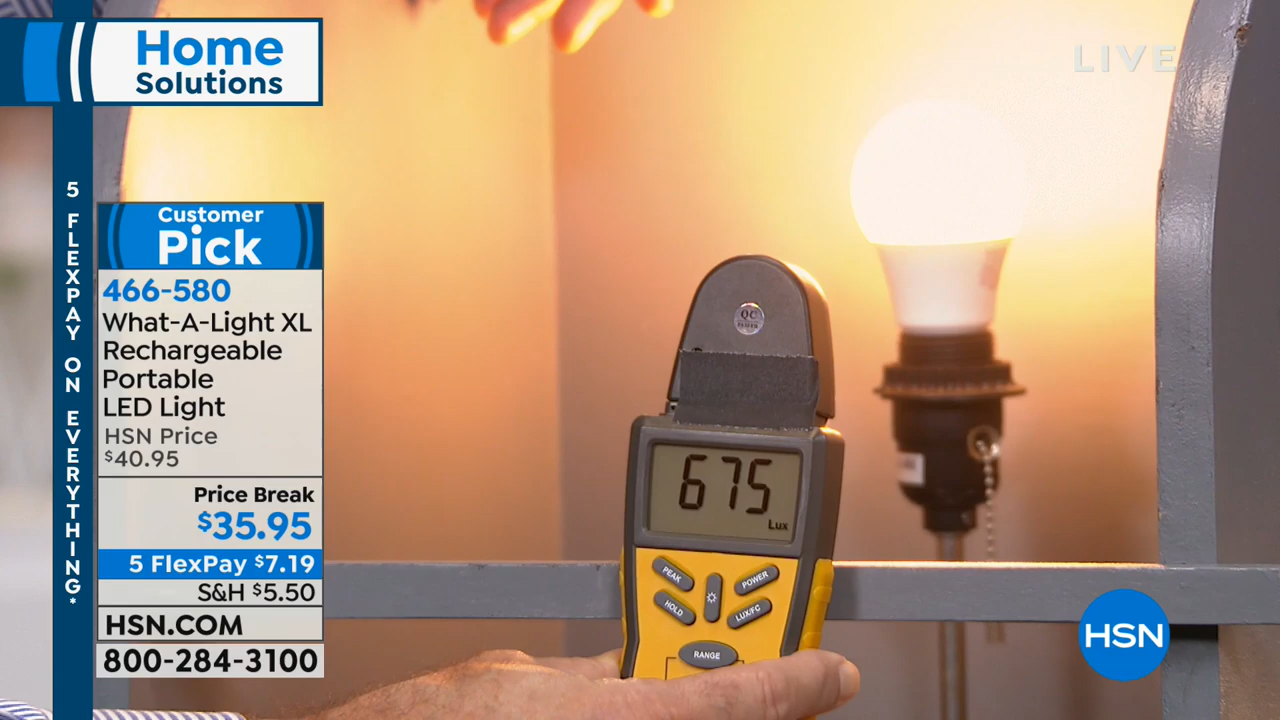 Home
Solutions
LIVE
5 FLEXPAY ON EVERYTHING.*
Customer
Pick
466-580
What-A-Light XL
Rechargeable
Portable
LED Light
HSN Price
$40.95
Price Break
$35.95
5 FlexPay $7.19
S&H $5.50
HSN.COM
800-284-3100
QC
675
Lux
PEAK
POWER
HOLD
LUX/FC
RANGE
HSN